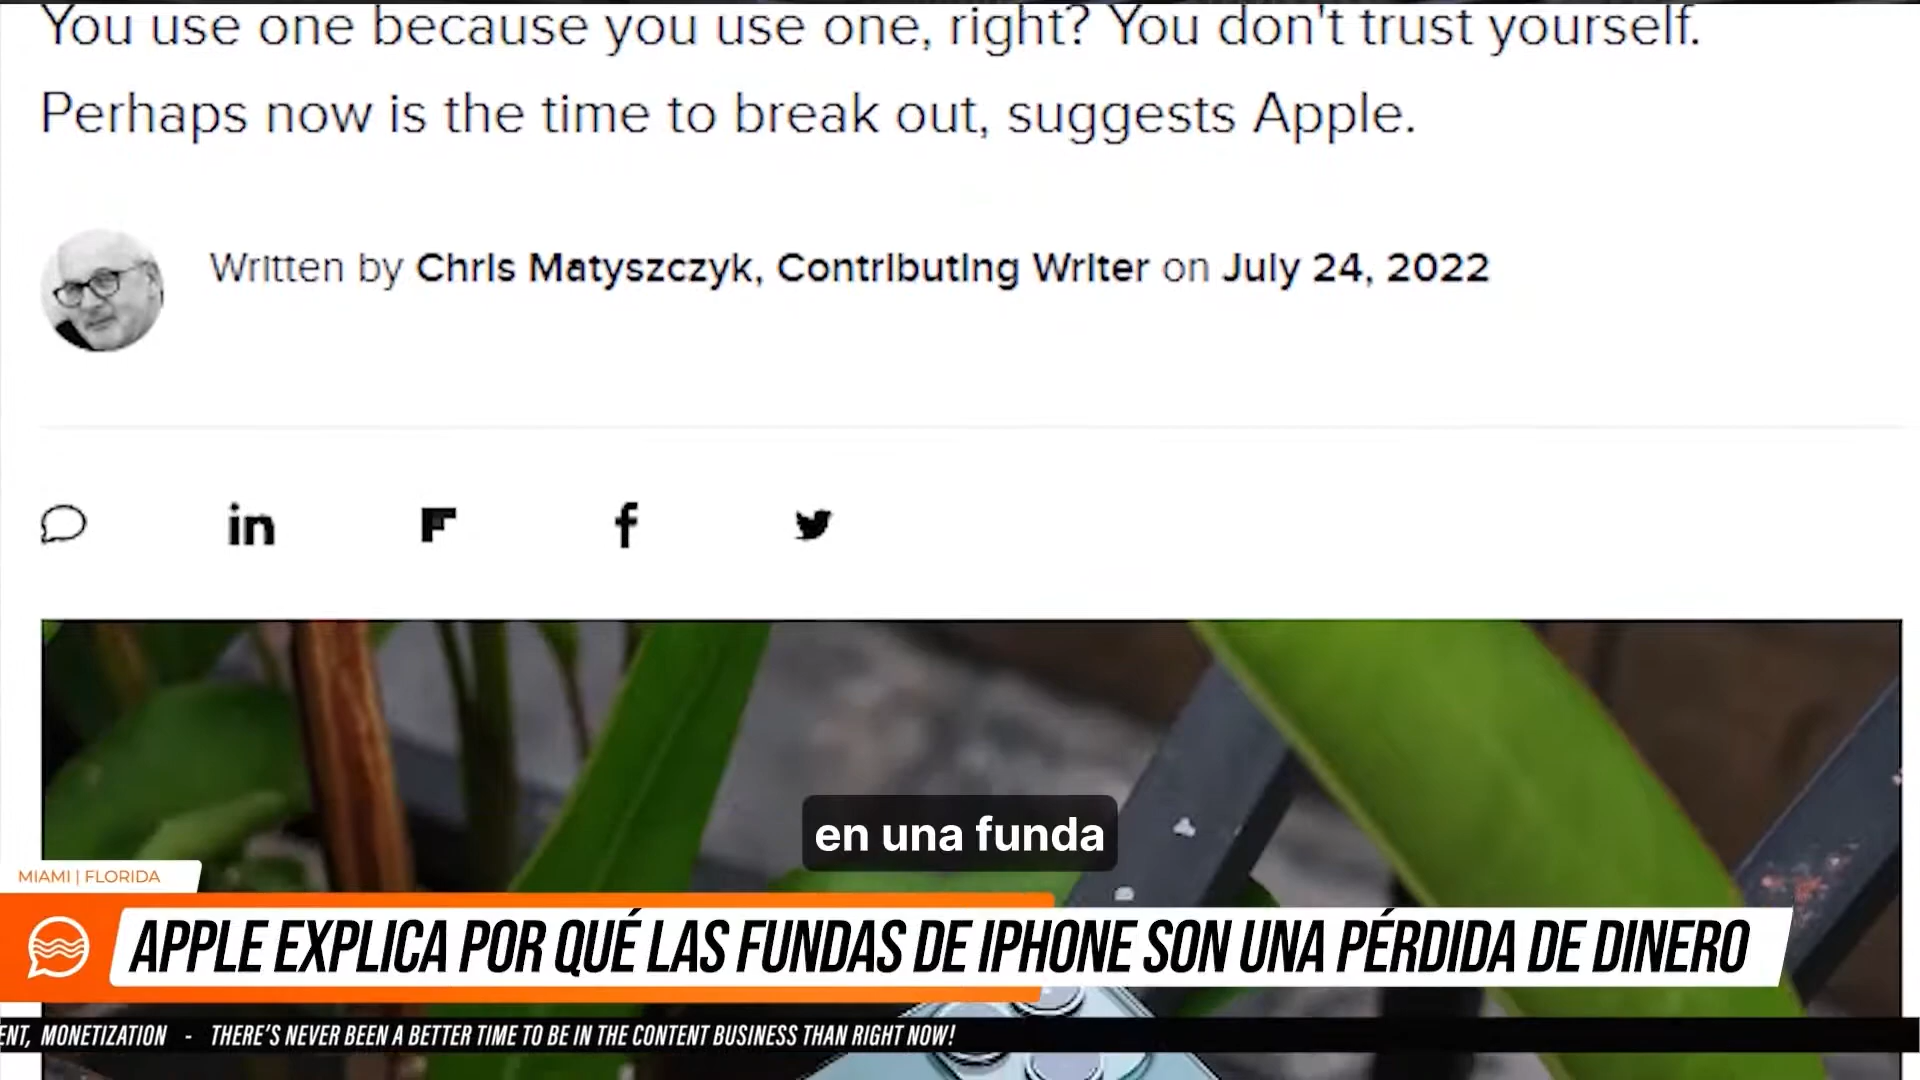 You use one because you use one, right? You don't trust yourself.
Perhaps now is the time to break out, suggests Apple.
Written by Chris Matyszczyk, Contributing Writer on July 24, 2022
in
f
en una funda
MIAMI | FLORIDA
APPLE EXPLICA POR QUÉ LAS FUNDAS DE IPHONE SON UNA PÉRDIDA DE DINERO
ENT, MONETIZATION - THERE'S NEVER BEEN A BETTER TIME TO BE IN THE CONTENT BUSINESS THAN RIGHT NOW!